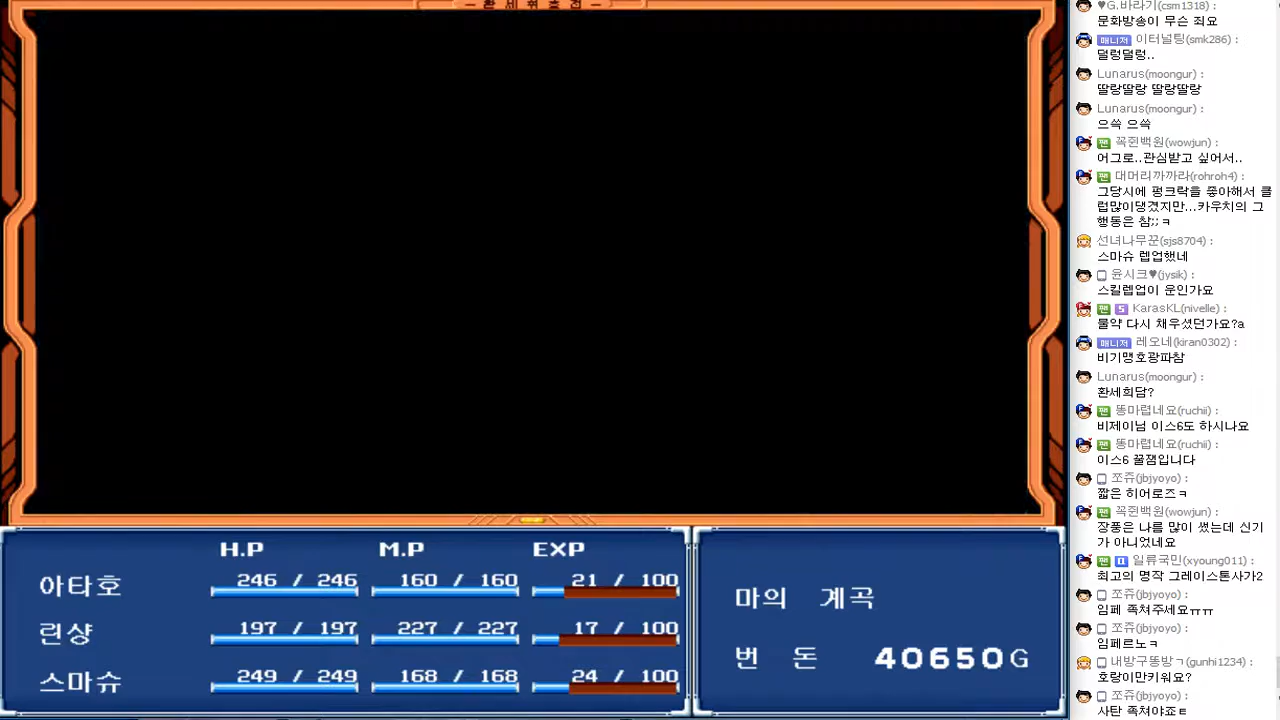 ― 환세취호전 ―
H.P M.P EXP
아타호 246 / 246 160 / 160 21 / 100
린샹 197 / 197 227 / 227 17 / 100
스마슈 249 / 249 168 / 168 24 / 100
마의 계곡
번 돈 40650G
♥G.바라기(csm1318) :
문화방송이 무슨 죄요
매니저 이터널팅(smk286) :
덜렁덜렁..
Lunarus(moongur) :
딸랑딸랑 딸랑딸랑
Lunarus(moongur) :
으쓱 으쓱
팬 꼭쥔백원(wowjun) :
어그로..관심받고 싶어서..
팬 대머리까까라(rohroh4) :
그당시에 펑크락을 좋아해서 클
럽많이댕겼지만...카우치의 그
행동은 참;; ㅋ
선녀나무꾼(sjs8704) :
스마슈 렙업했네
윤시크♥(jysik) :
스킬렙업이 운인가요
팬 S KarasKL(nivelle) :
물약 다시 채우셨던가요?a
매니저 레오네(kiran0302) :
비기맹호광파참
Lunarus(moongur) :
환세희담?
팬 똥마렵네요(ruchii) :
비제이님 이스6도 하시나요
팬 똥마렵네요(ruchii) :
이스6 꿀잼입니다
쪼쥬(jbjyoyo) :
짧은 히어로즈ㅋ
팬 꼭쥔백원(wowjun) :
장풍은 나름 많이 썼는데 신기
가 아니었네요
팬 일류국민(xyoung011) :
최고의 명작 그레이스톤사가2
쪼쥬(jbjyoyo) :
임페 족쳐주세요ㅠㅠ
쪼쥬(jbjyoyo) :
임페르노ㅋ
내방구똥방ㄱ(gunhi1234) :
호랑이만키워요?
쪼쥬(jbjyoyo) :
사탄 족쳐야죠ㅌ